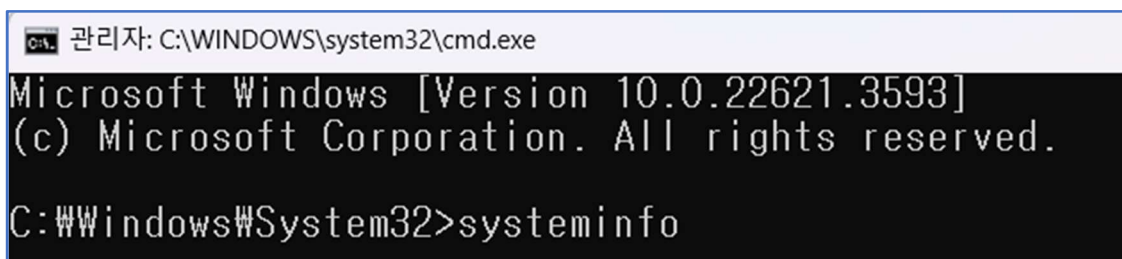 관리자: C:\WINDOWS\system32\cmd.exe
Microsoft Windows [Version 10.0.22621.3593]
(c) Microsoft Corporation. All rights reserved.
C:₩Windows₩System32>systeminfo